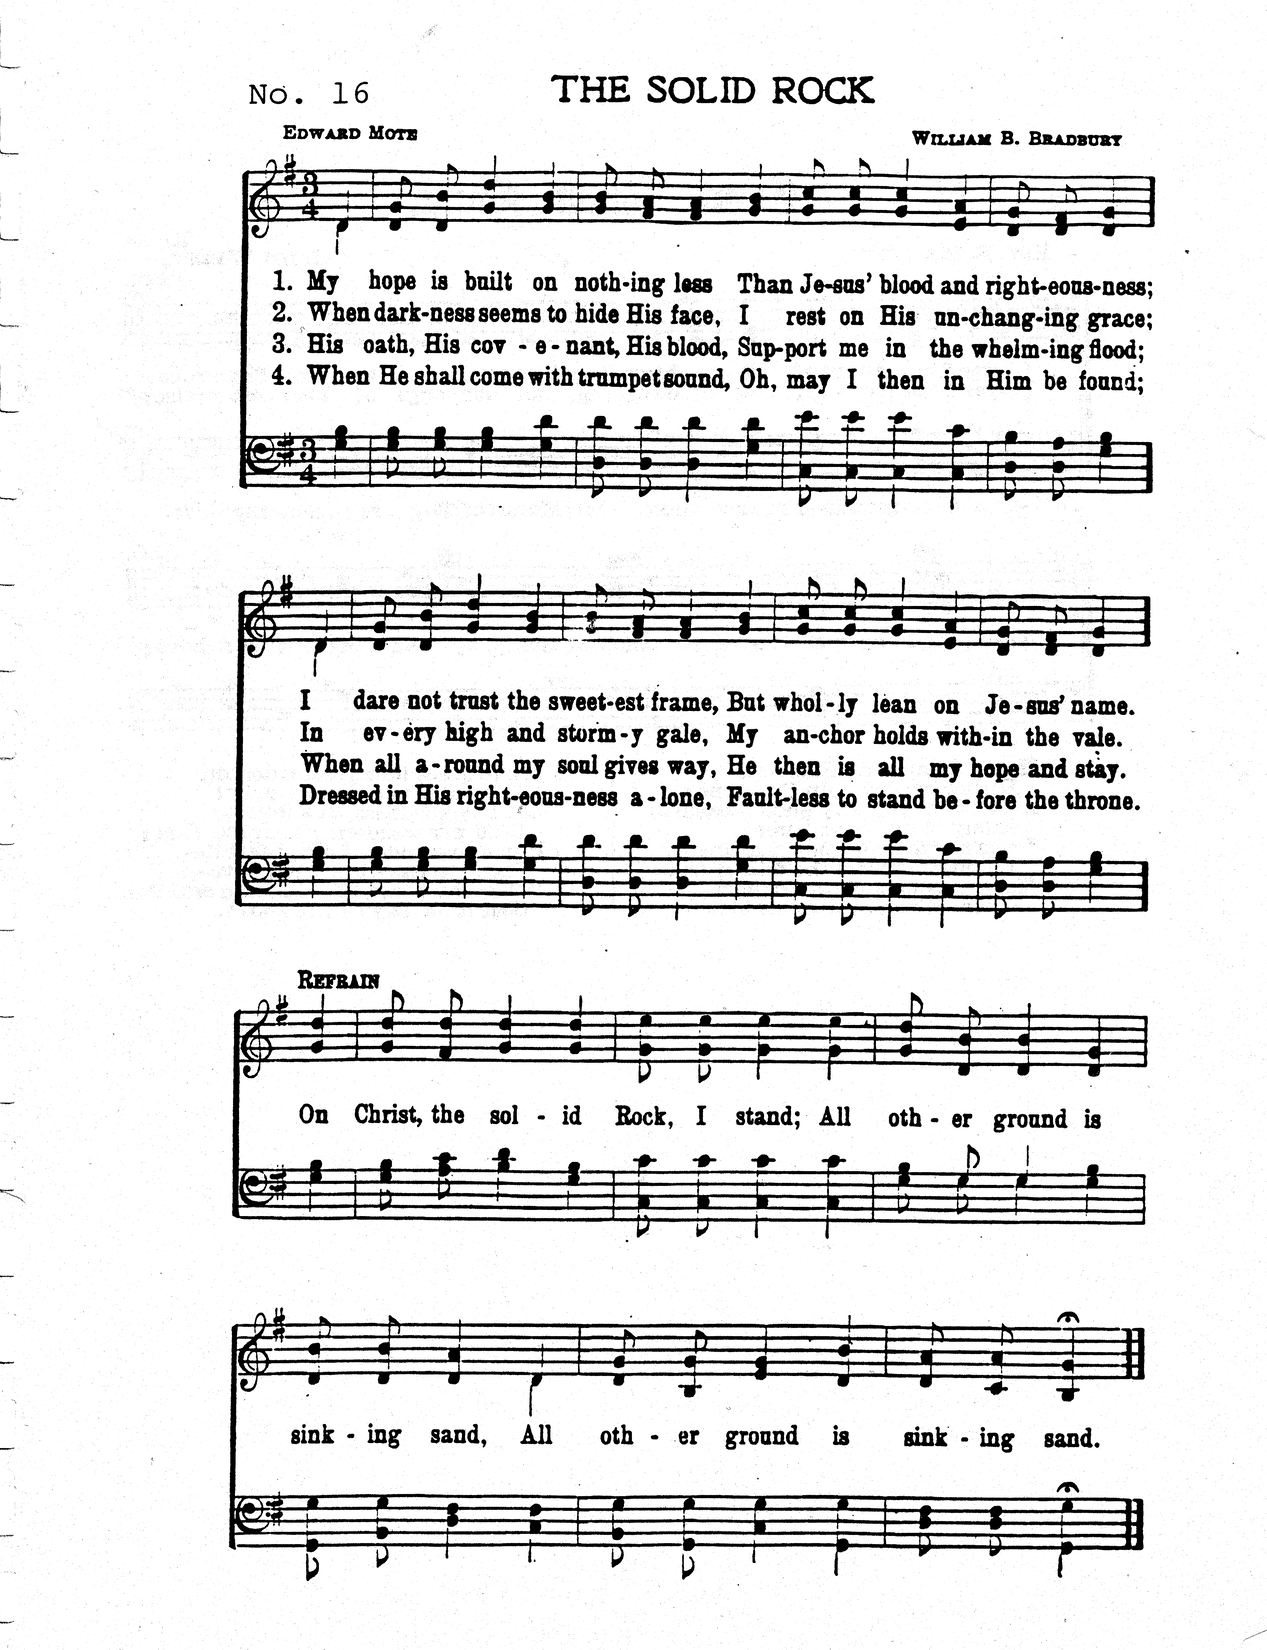 No. 16
THE SOLID ROCK
EDWARD MOTE
WILLIAM B. BRADBURY
1. My hope is built on noth-ing less Than Je-sus' blood and right-eous-ness;
2. When dark-ness seems to hide His face, I rest on His un-chang-ing grace;
3. His oath, His cov - e - nant, His blood, Sup-port me in the whelm-ing flood;
4. When He shall come with trumpet sound, Oh, may I then in Him be found;
I dare not trust the sweet-est frame, But whol-ly lean on Je-sus' name.
In ev-ery high and storm-y gale, My an-chor holds with-in the vale.
When all a-round my soul gives way, He then is all my hope and stay.
Dressed in His right-eous-ness a-lone, Fault-less to stand be-fore the throne.
REFRAIN
On Christ, the sol - id Rock, I stand; All oth - er ground is
sink - ing sand, All oth - er ground is sink - ing sand.